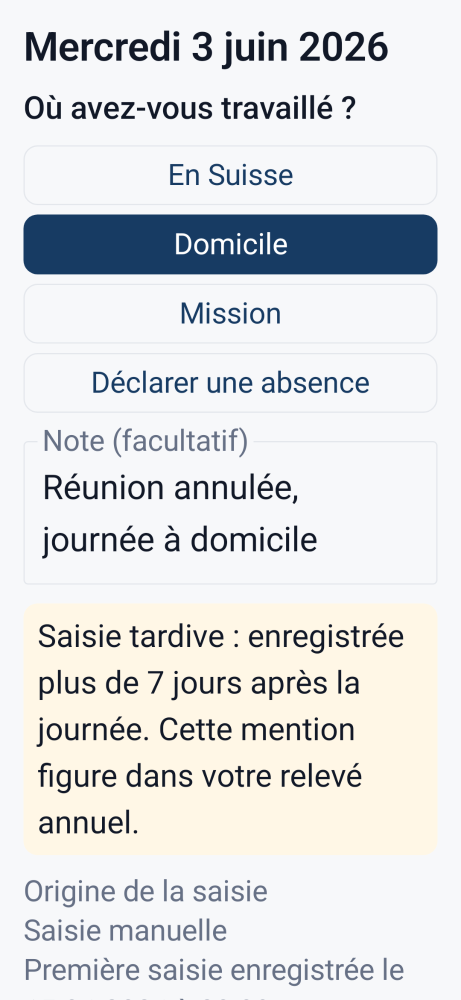 Mercredi 3 juin 2026
Où avez-vous travaillé ?
En Suisse
Domicile
Mission
Déclarer une absence
Note (facultatif)
Réunion annulée,
journée à domicile
Saisie tardive : enregistrée
plus de 7 jours après la
journée. Cette mention
figure dans votre relevé
annuel.
Origine de la saisie
Saisie manuelle
Première saisie enregistrée le